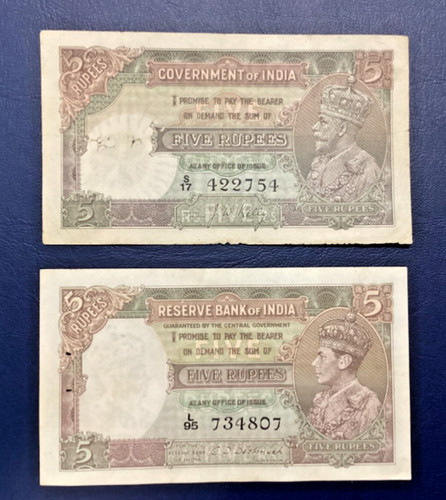 5 RUPEES
GOVERNMENT OF INDIA
5
I PROMISE TO PAY THE BEARER
ON DEMAND THE SUM OF
FIVE RUPEES
AT ANY OFFICE OF ISSUE
S/17 422754
5
FIVE RUPEES
5 RUPEES
RESERVE BANK OF INDIA
5
GUARANTEED BY THE CENTRAL GOVERNMENT
I PROMISE TO PAY THE BEARER
ON DEMAND THE SUM OF
FIVE RUPEES
AT ANY OFFICE OF ISSUE
L/95 734807
5
FIVE RUPEES